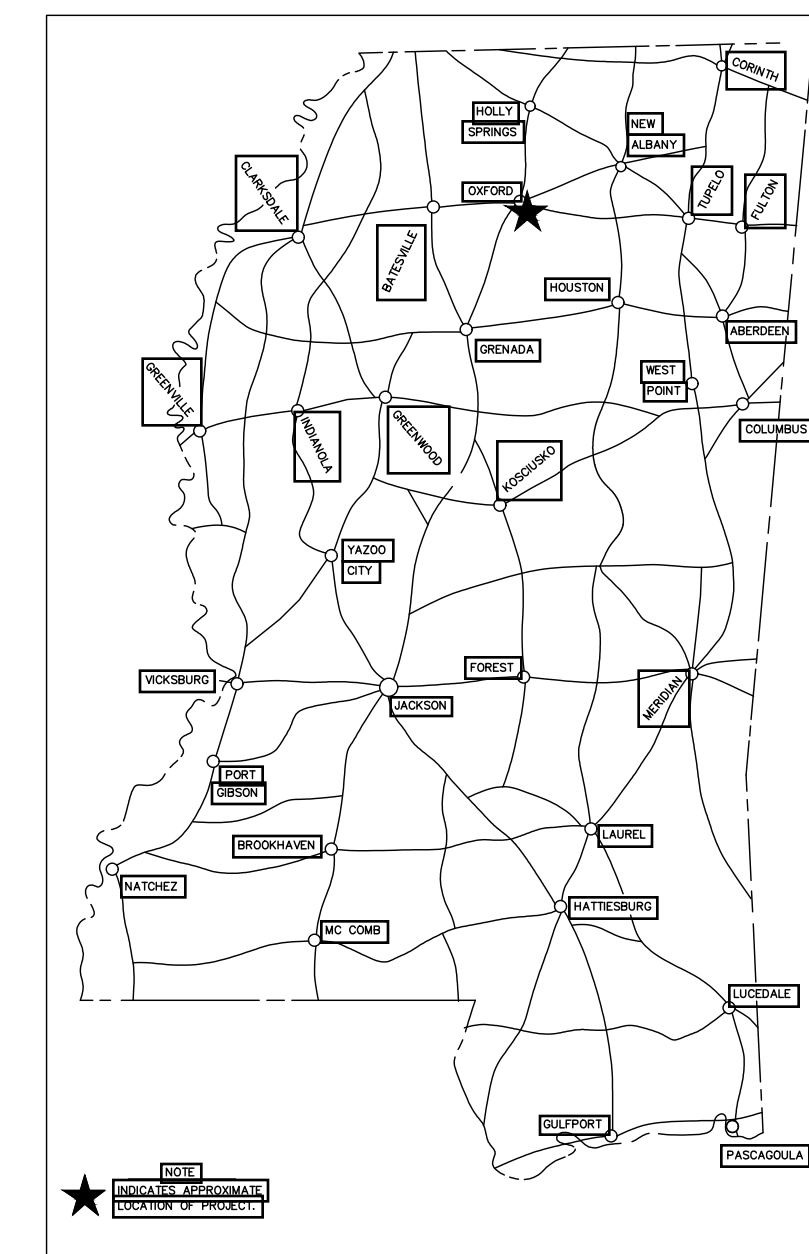 CORINTH
HOLLY
SPRINGS
NEW
ALBANY
CLARKSDALE
OXFORD
TUPELO
FULTON
BATESVILLE
HOUSTON
ABERDEEN
GRENADA
GREENVILLE
WEST
POINT
COLUMBUS
INDIANOLA
GREENWOOD
KOSCIUSKO
YAZOO
CITY
FOREST
VICKSBURG
MERIDIAN
JACKSON
PORT
GIBSON
LAUREL
BROOKHAVEN
NATCHEZ
HATTIESBURG
MC COMB
LUCEDALE
GULFPORT
PASCAGOULA
NOTE
INDICATES APPROXIMATE
LOCATION OF PROJECT.